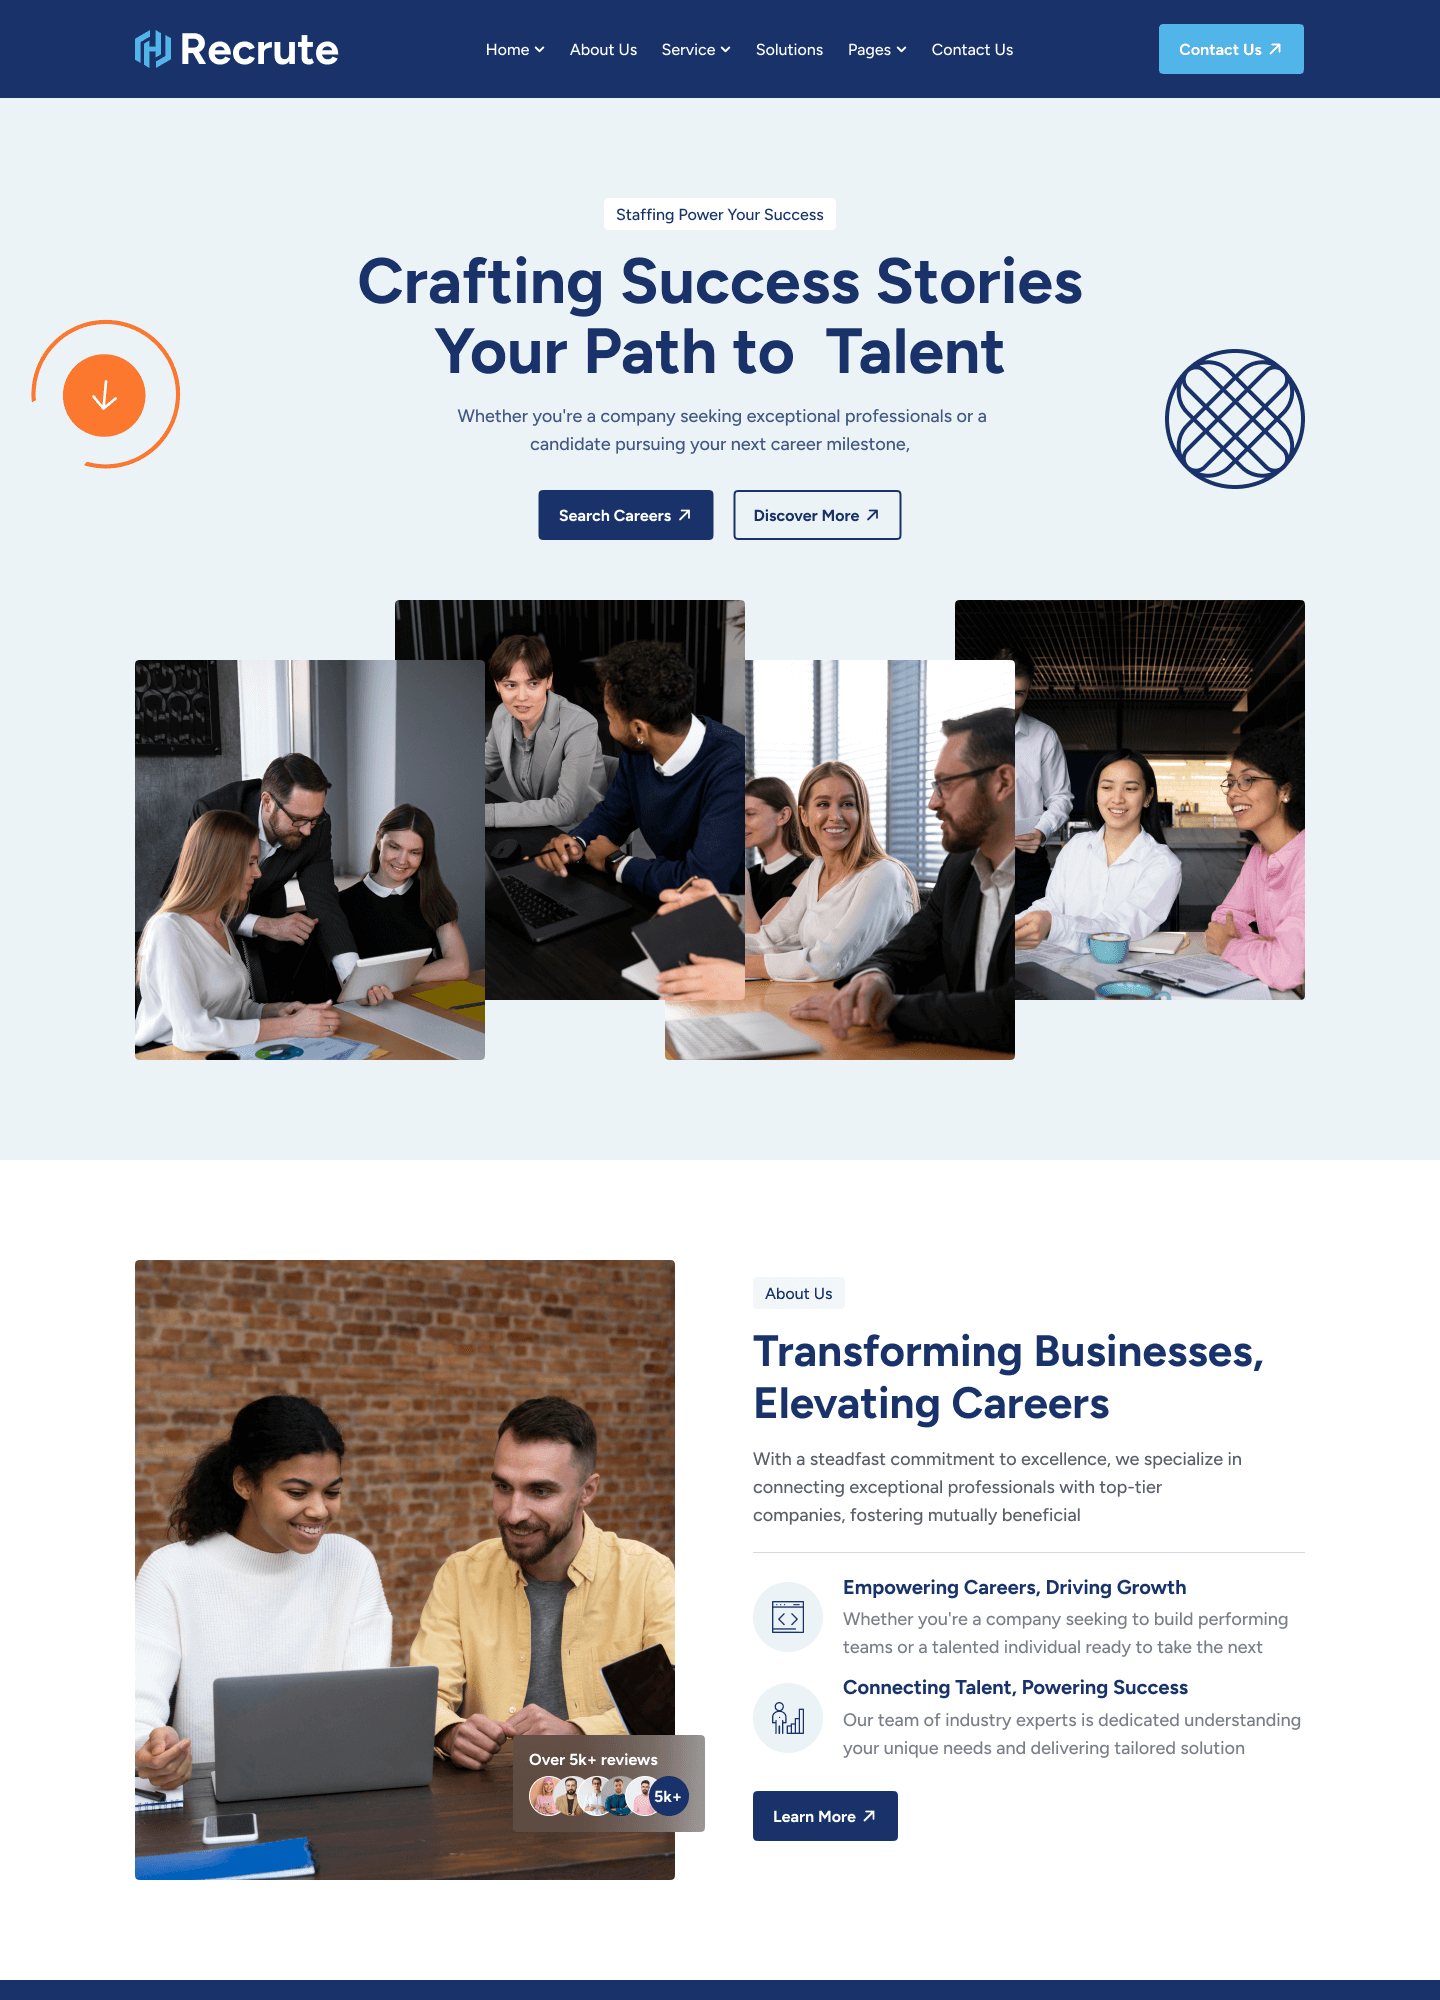 Recrute
Home
About Us
Service
Solutions
Pages
Contact Us
Contact Us
Staffing Power Your Success
Crafting Success Stories
Your Path to Talent
Whether you're a company seeking exceptional professionals or a
candidate pursuing your next career milestone,
Search Careers
Discover More
About Us
Transforming Businesses,
Elevating Careers
With a steadfast commitment to excellence, we specialize in
connecting exceptional professionals with top-tier
companies, fostering mutually beneficial
Empowering Careers, Driving Growth
Whether you're a company seeking to build performing
teams or a talented individual ready to take the next
Connecting Talent, Powering Success
Our team of industry experts is dedicated understanding
your unique needs and delivering tailored solution
Over 5k+ reviews
5k+
Learn More